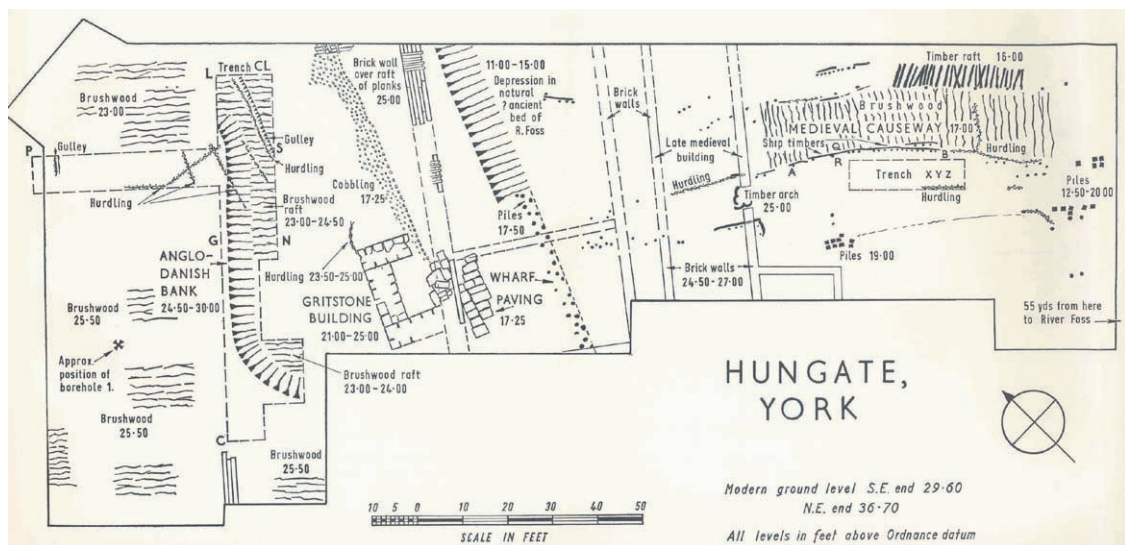 L
Trench CL
Brushwood
23·00
P
Gulley
Hurdling
Gulley
S
Hurdling
Brushwood
raft
23·00–24·50
G
N
ANGLO-
DANISH
BANK
24·50–30·00
Brushwood
25·50
Approx.
position of
borehole 1.
Brushwood
25·50
C
Brushwood
25·50
Brushwood raft
23·00–24·00
Brick wall
over raft
of planks
25·00
Cobbling
17·25
Hurdling 23·50–25·00
GRITSTONE
BUILDING
21·00–25·00
11·00–15·00
Depression in
natural
? ancient
bed of
R. Foss
Piles
17·50
WHARF
PAVING
17·25
Brick
walls
Late medieval
building
Hurdling
Timber arch
25·00
Brick walls
24·50–27·00
Timber raft 16·00
Brushwood
MEDIEVAL CAUSEWAY 17·00
Ship timbers
Q
A
R
B
Hurdling
Trench XYZ
Hurdling
Piles
12·50–20·00
Piles 19·00
55 yds from here
to River Foss
HUNGATE,
YORK
10 5 0 10 20 30 40 50
SCALE IN FEET
Modern ground level S.E. end 29·60
N.E. end 36·70
All levels in feet above Ordnance datum